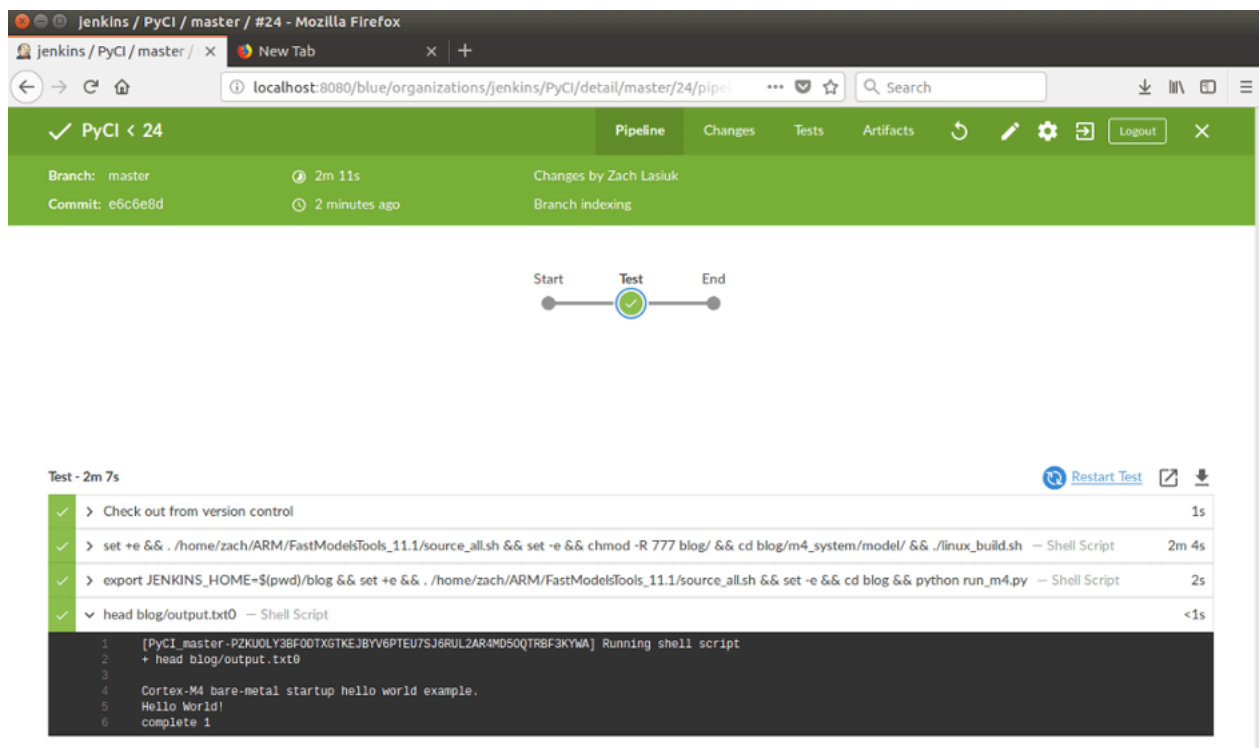 jenkins / PyCI / master / #24 - Mozilla Firefox
jenkins / PyCI / master /
New Tab
localhost:8080/blue/organizations/jenkins/PyCI/detail/master/24/pipel
Search
PyCI < 24
Pipeline Changes Tests Artifacts Logout
Branch: master 2m 11s Changes by Zach Lasiuk
Commit: e6c6e8d 2 minutes ago Branch indexing
Start Test End
Test - 2m 7s Restart Test
Check out from version control 1s
set +e && . /home/zach/ARM/FastModelsTools_11.1/source_all.sh && set -e && chmod -R 777 blog/ && cd blog/m4_system/model/ && ./linux_build.sh — Shell Script 2m 4s
export JENKINS_HOME=$(pwd)/blog && set +e && . /home/zach/ARM/FastModelsTools_11.1/source_all.sh && set -e && cd blog && python run_m4.py — Shell Script 2s
head blog/output.txt0 — Shell Script <1s
1 [PyCI_master-PZKUOLY3BFODTXGTKEJBYV6PTEU7SJ6RUL2AR4MD5OQTRBF3KYWA] Running shell script
2 + head blog/output.txt0
3
4 Cortex-M4 bare-metal startup hello world example.
5 Hello World!
6 complete 1